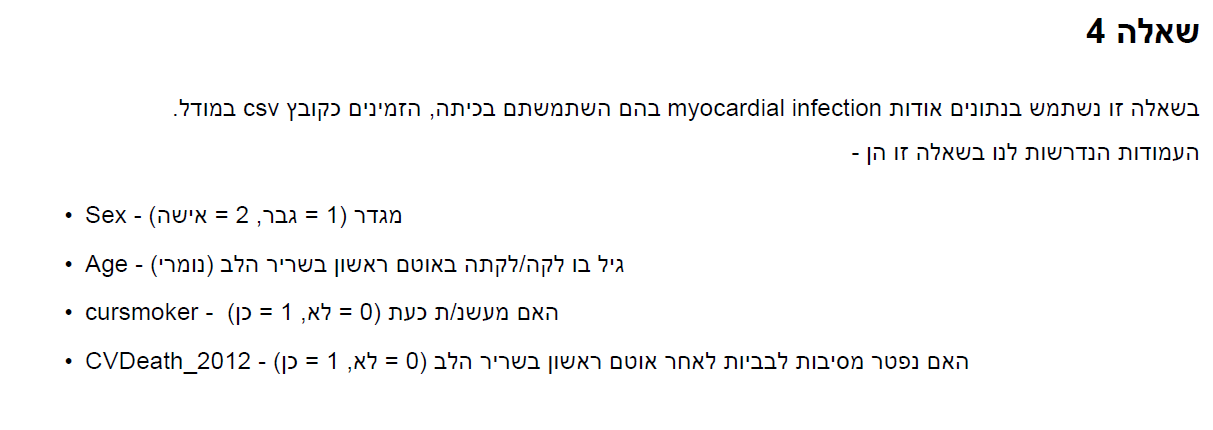 שאלה 4
בשאלה זו נשתמש בנתונים אודות myocardial infection בהם השתמשתם בכיתה, הזמינים כקובץ csv במודל.
העמודות הנדרשות לנו בשאלה זו הן -
• Sex - מגדר (1 = גבר, 2 = אישה)
• Age - גיל בו לקה/לקתה באוטם ראשון בשריר הלב (נומרי)
• cursmoker - האם מעשנ/ת כעת (0 = לא, 1 = כן)
• CVDeath_2012 - האם נפטר מסיבות לבביות לאחר אוטם ראשון בשריר הלב (0 = לא, 1 = כן)